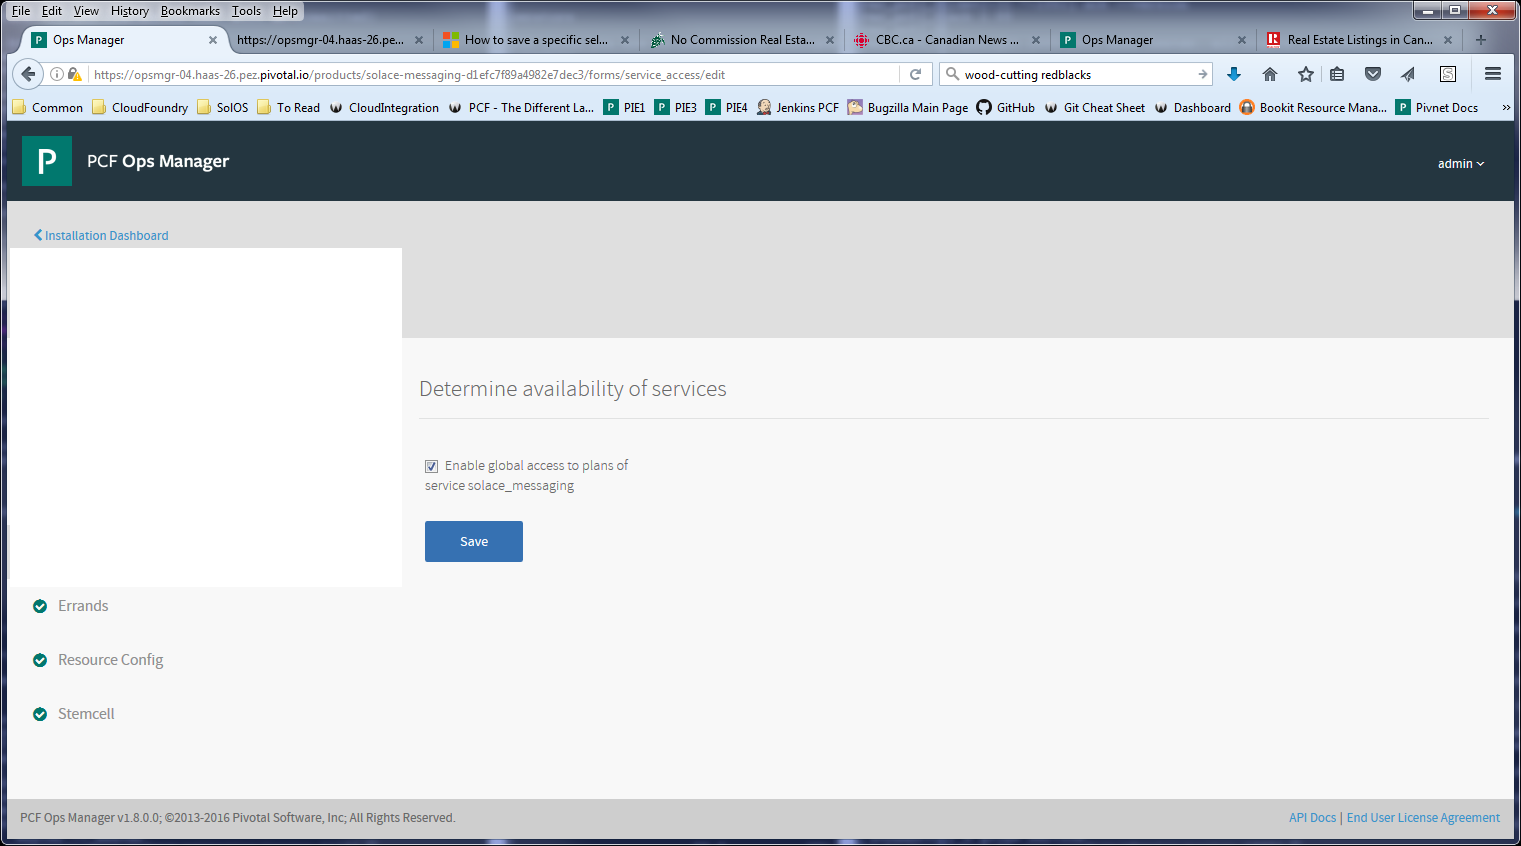 File Edit View History Bookmarks Tools Help
Ops Manager https://opsmgr-04.haas-26.pe... How to save a specific sel... No Commission Real Esta... CBC.ca - Canadian News ... Ops Manager Real Estate Listings in Can...
https://opsmgr-04.haas-26.pez.pivotal.io/products/solace-messaging-d1efc7f89a4982e7dec3/forms/service_access/edit wood-cutting redblacks
Common CloudFoundry SolOS To Read CloudIntegration PCF - The Different La... PIE1 PIE3 PIE4 Jenkins PCF Bugzilla Main Page GitHub Git Cheat Sheet Dashboard Bookit Resource Mana... Pivnet Docs
P PCF Ops Manager
admin
Installation Dashboard
Determine availability of services
Enable global access to plans of
service solace_messaging
Save
Errands
Resource Config
Stemcell
PCF Ops Manager v1.8.0.0; ©2013-2016 Pivotal Software, Inc; All Rights Reserved. API Docs | End User License Agreement